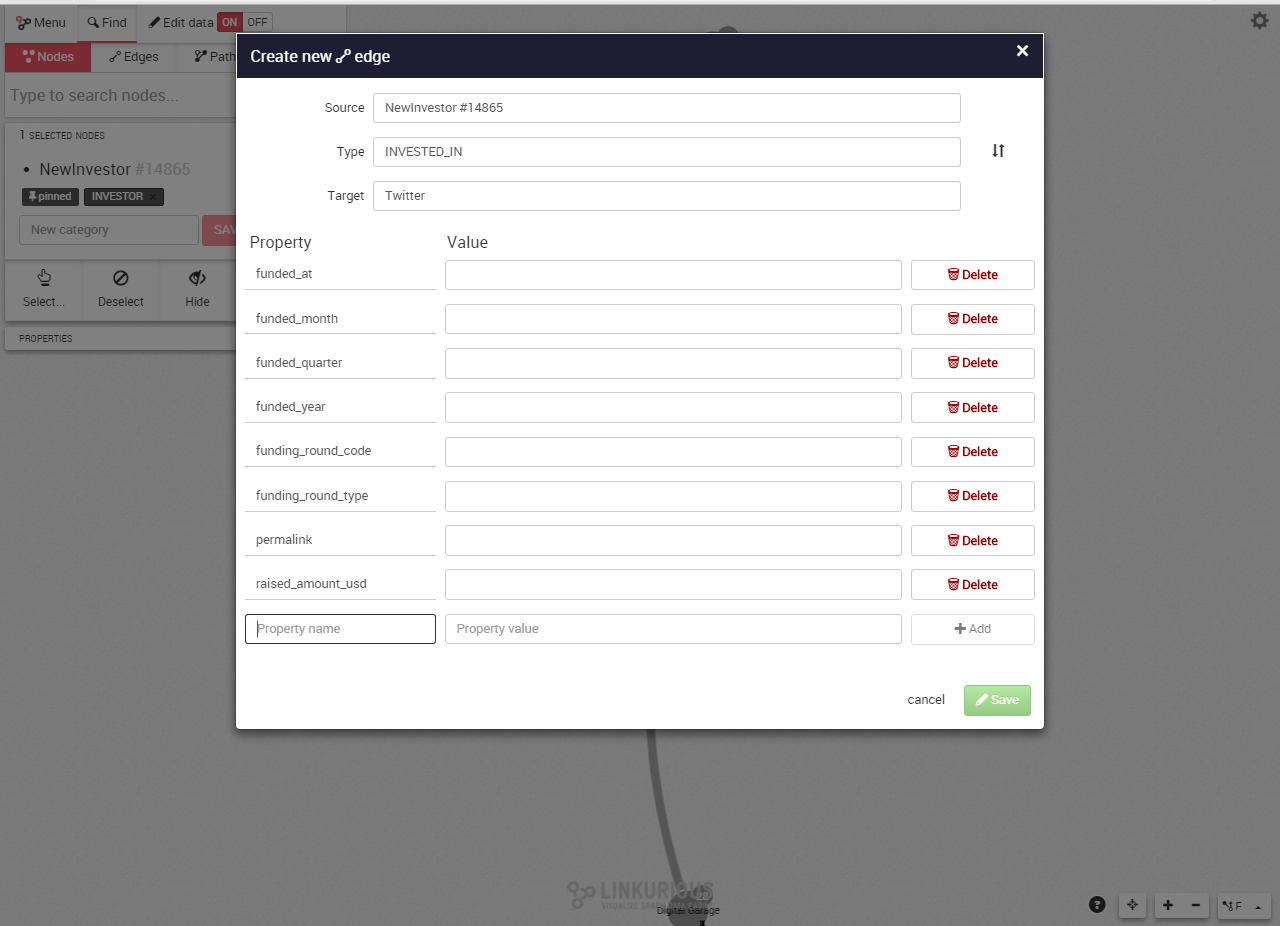 Menu Find Edit data ON OFF
Nodes Edges Path
Type to search nodes...
1 SELECTED NODES
NewInvestor #14865
pinned INVESTOR ×
New category SAV
Select... Deselect Hide
PROPERTIES
Create new edge ×
Source NewInvestor #14865
Type INVESTED_IN
Target Twitter
Property Value
funded_at Delete
funded_month Delete
funded_quarter Delete
funded_year Delete
funding_round_code Delete
funding_round_type Delete
permalink Delete
raised_amount_usd Delete
Property name Property value + Add
cancel Save
LINKURIOUS
Digital Garage
? + − F